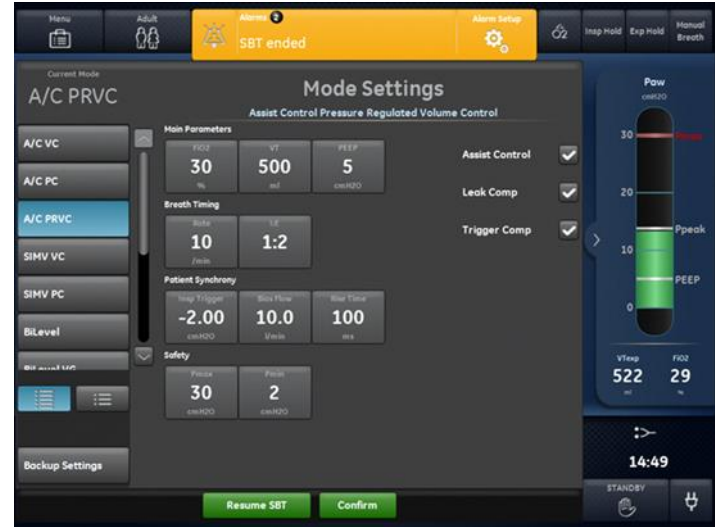 Menu
Adult
Alarms 2
SBT ended
Alarm Setup
O2
Insp Hold
Exp Hold
Manual
Breath
Current Mode
A/C PRVC
Mode Settings
Assist Control Pressure Regulated Volume Control
A/C VC
A/C PC
A/C PRVC
SIMV VC
SIMV PC
BiLevel
BiLevel VG
Backup Settings
Main Parameters
FiO2
30
%
VT
500
ml
PEEP
5
cmH2O
Assist Control
Leak Comp
Trigger Comp
Breath Timing
Rate
10
/min
I:E
1:2
Patient Synchrony
Insp Trigger
-2.00
cmH2O
Bias Flow
10.0
l/min
Rise Time
100
ms
Safety
Pmax
30
cmH2O
Pmin
2
cmH2O
Resume SBT
Confirm
Paw
cmH2O
30
Pmax
20
Ppeak
10
PEEP
0
VTexp
522
ml
FiO2
29
%
14:49
STANDBY